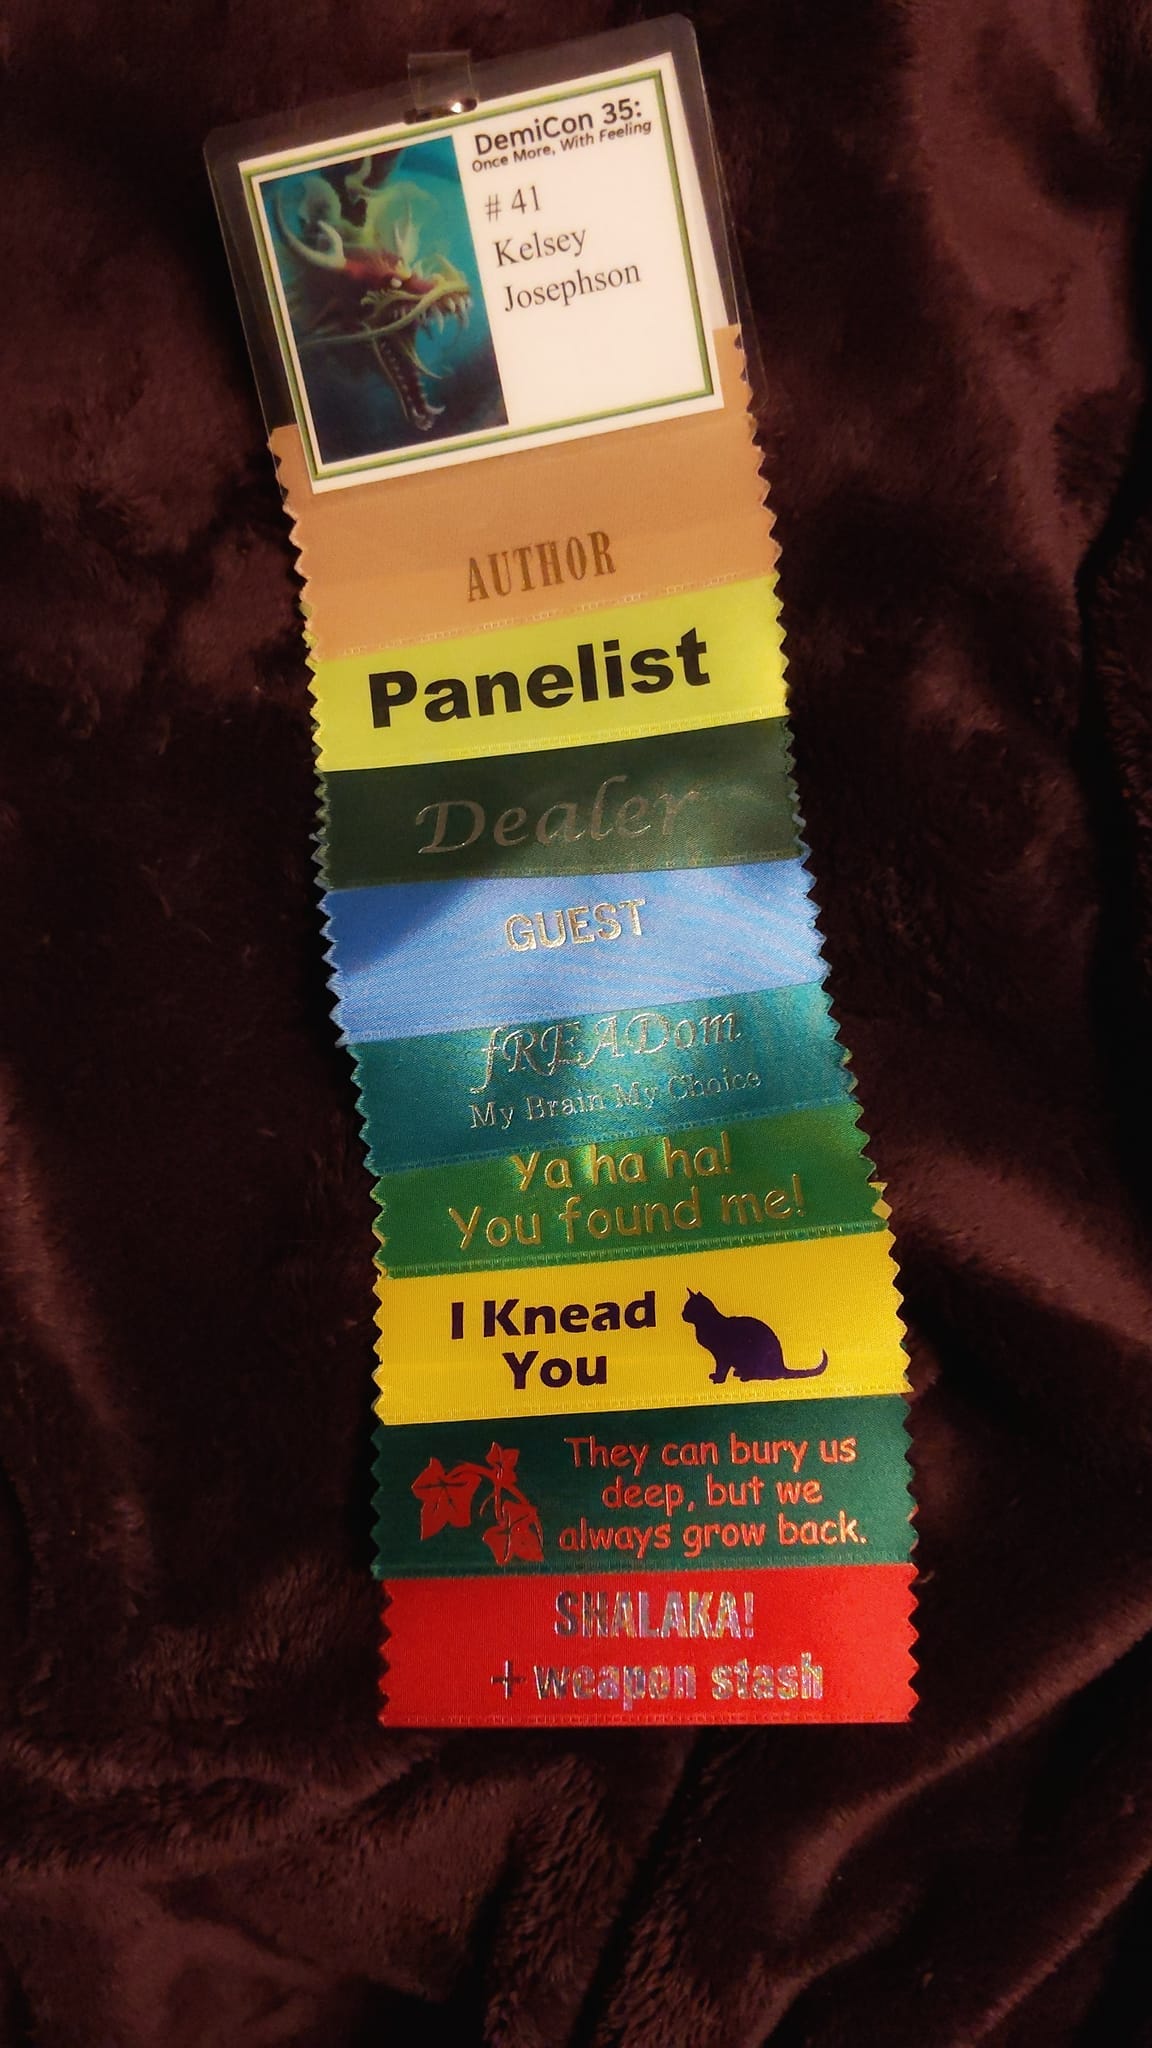 DemiCon 35:
Once More, With Feeling
# 41
Kelsey
Josephson
AUTHOR
Panelist
Dealer
GUEST
fREADom
My Brain My Choice
Ya ha ha!
You found me!
I Knead
You
They can bury us
deep, but we
always grow back.
SHALAKA!
+ weapon stash